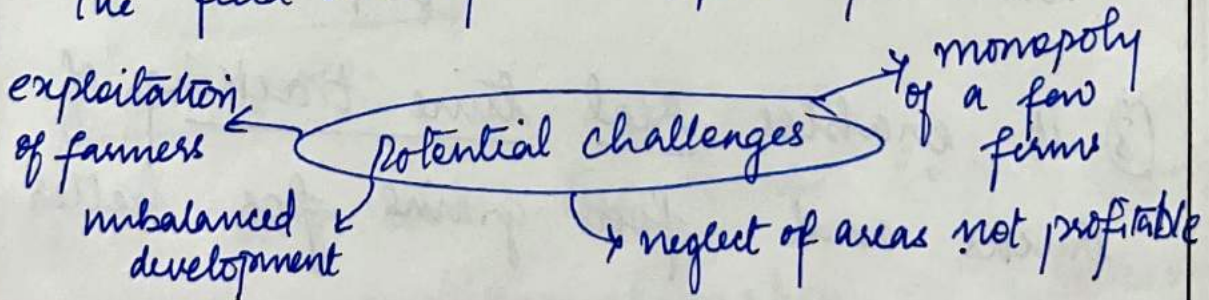 The
exploitation
of farmers
potential challenges
monopoly
of a few
firms
unbalanced
development
neglect of areas not profitable